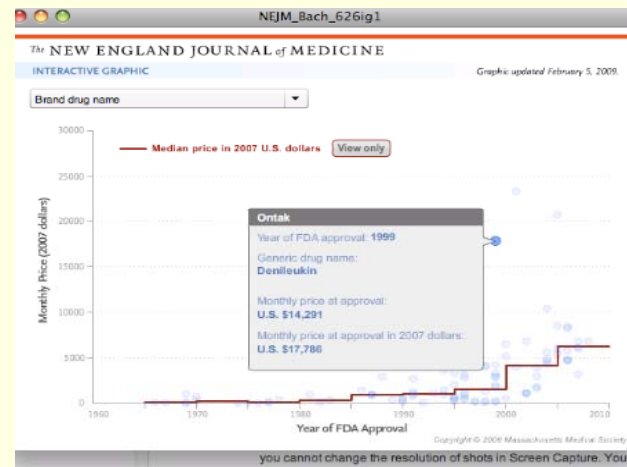 NEJM_Bach_626ig1
The NEW ENGLAND JOURNAL of MEDICINE
INTERACTIVE GRAPHIC
Graphic updated February 5, 2009.
Brand drug name
30000
Median price in 2007 U.S. dollars
View only
25000
20000
15000
10000
5000
0
Monthly Price (2007 dollars)
Ontak
Year of FDA approval: 1999
Generic drug name:
Denileukin
Monthly price at approval:
U.S. $14,291
Monthly price at approval in 2007 dollars:
U.S. $17,786
1960 1970 1980 1990 2000 2010
Year of FDA Approval
Copyright © 2009 Massachusetts Medical Society
you cannot change the resolution of shots in Screen Capture. You